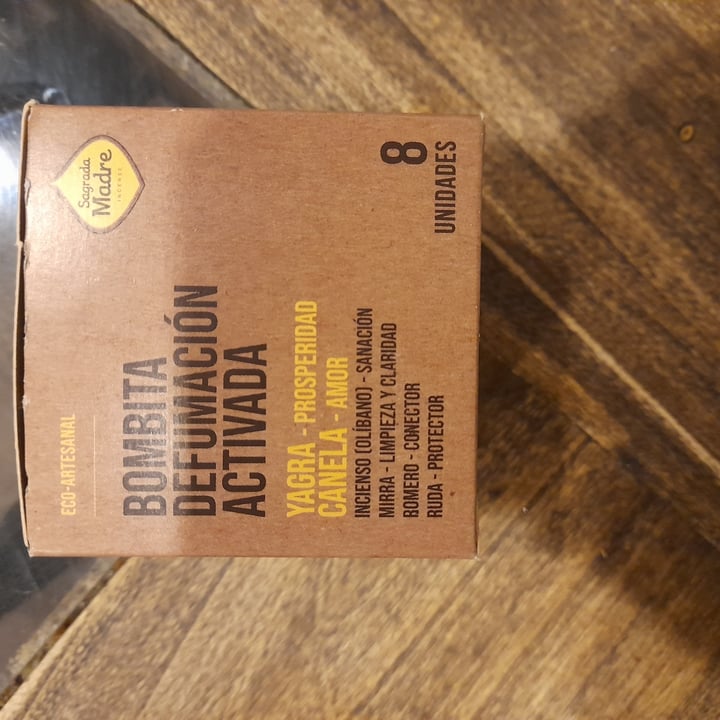 Sagrada
Madre
INCENSE
ECO-ARTESANAL
BOMBITA
DEFUMACIÓN
ACTIVADA
YAGRA - PROSPERIDAD
CANELA - AMOR
INCIENSO (OLÍBANO) - SANACIÓN
MIRRA - LIMPIEZA Y CLARIDAD
ROMERO - CONECTOR
RUDA - PROTECTOR
8
UNIDADES